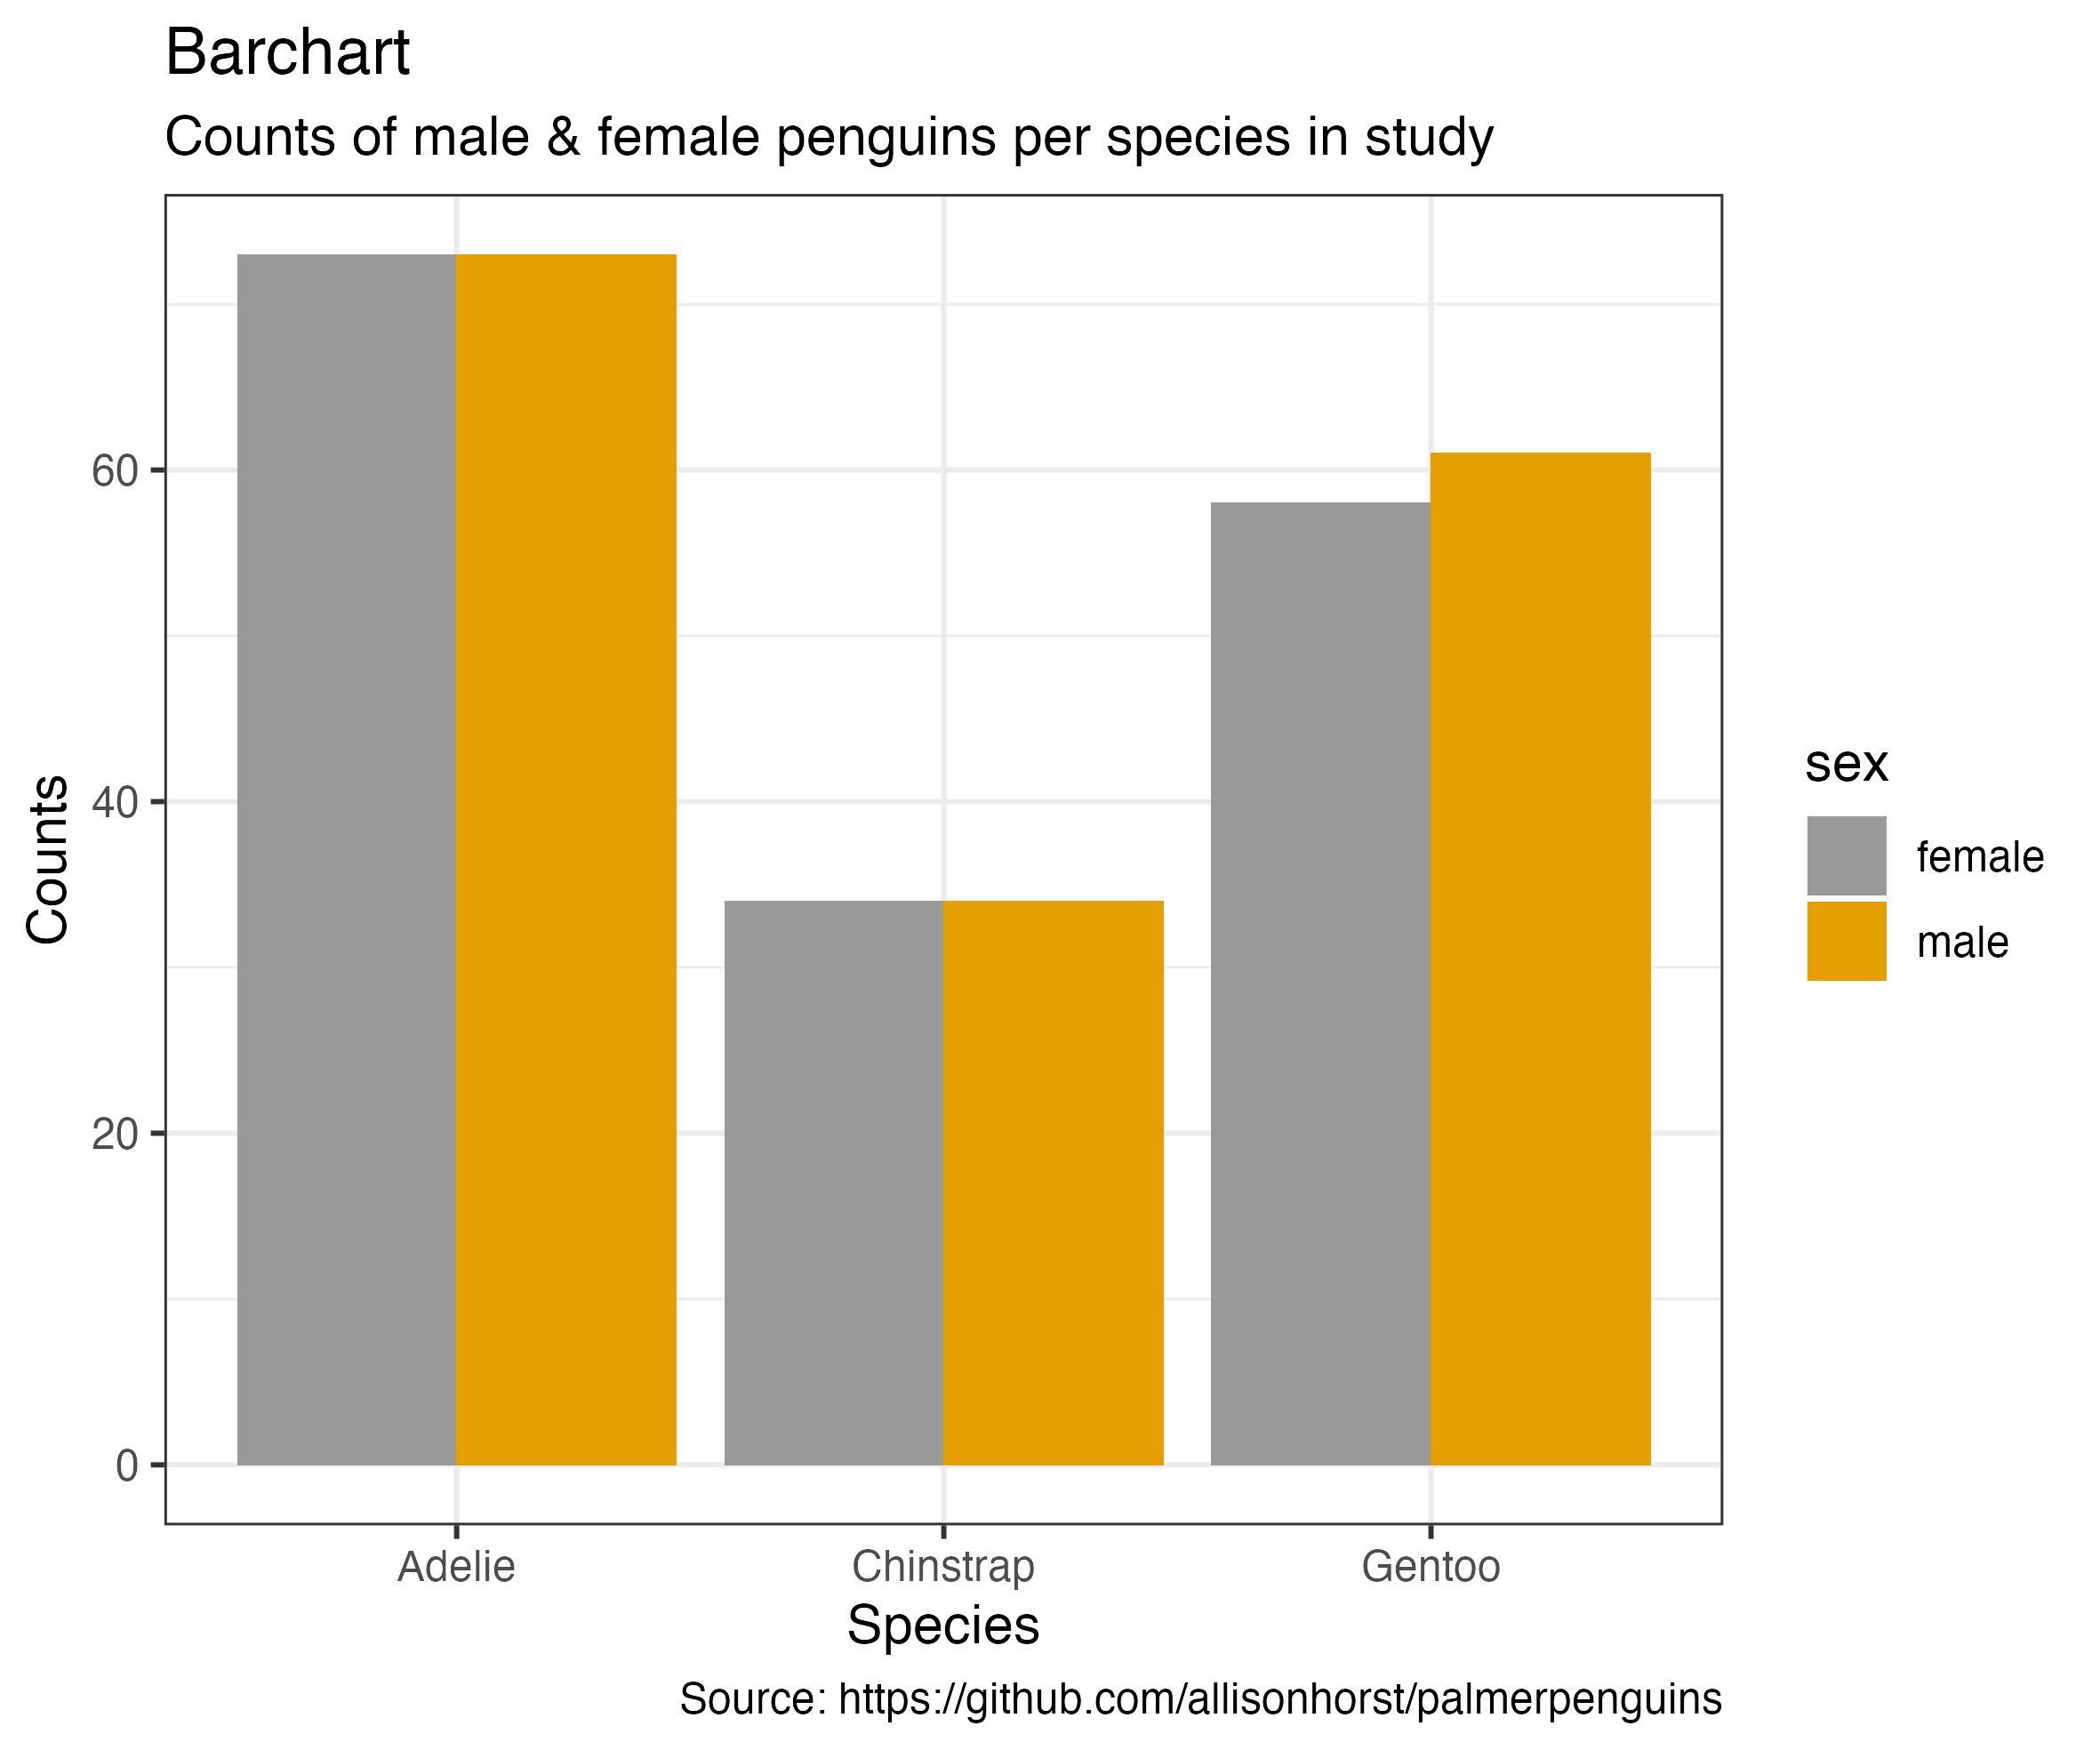 Barchart
Counts of male & female penguins per species in study
Counts
60
40
20
0
Adelie Chinstrap Gentoo
Species
sex
female
male
Source: https://github.com/allisonhorst/palmerpenguins